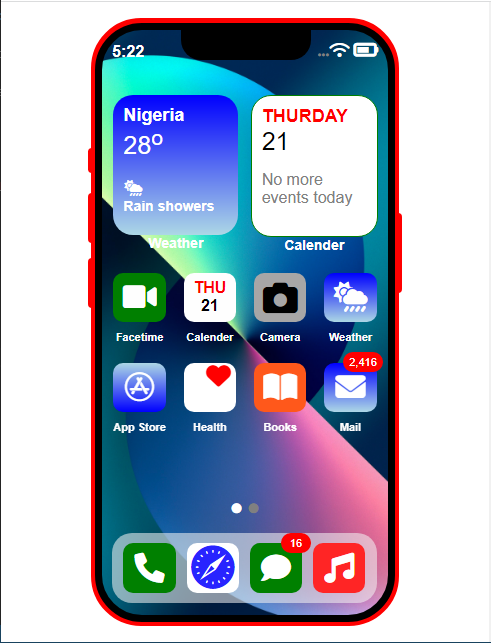 5:22
Nigeria
28º
Rain showers
Weather
THURDAY
21
No more
events today
Calender
THU
21
Facetime
Calender
Camera
Weather
2,416
App Store
Health
Books
Mail
16